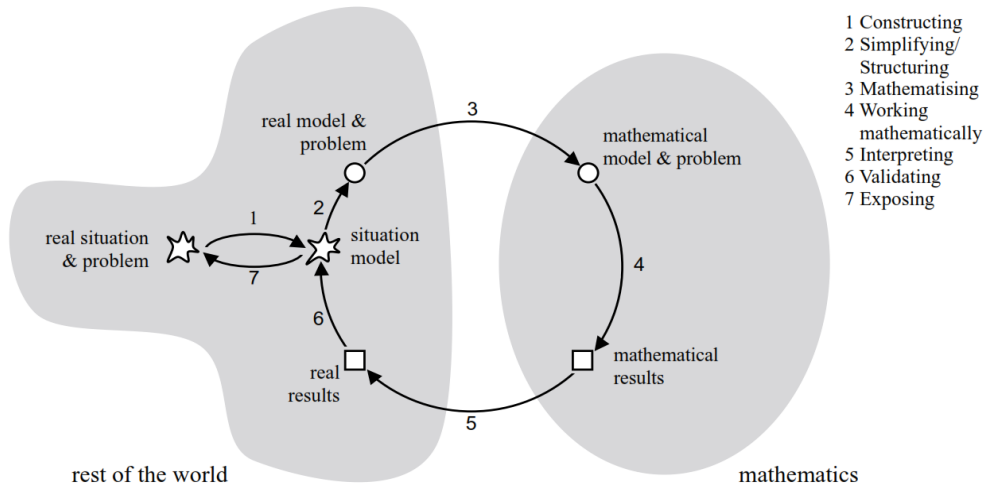 1 Constructing
2 Simplifying/
Structuring
3 Mathematising
4 Working
mathematically
5 Interpreting
6 Validating
7 Exposing
real model &
problem
3
mathematical
model & problem
2
1
real situation
& problem
situation
model
7
4
6
real
results
mathematical
results
5
rest of the world
mathematics